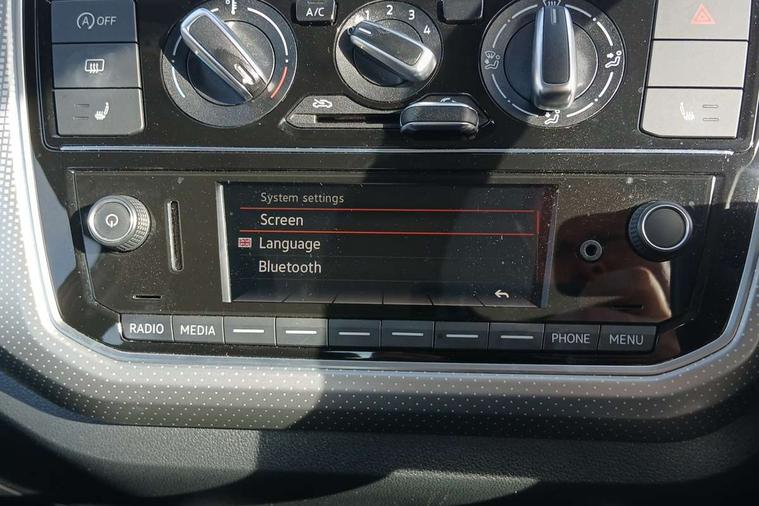 OFF
A/C
1 2 3 4
System settings
Screen
Language
Bluetooth
RADIO MEDIA PHONE MENU